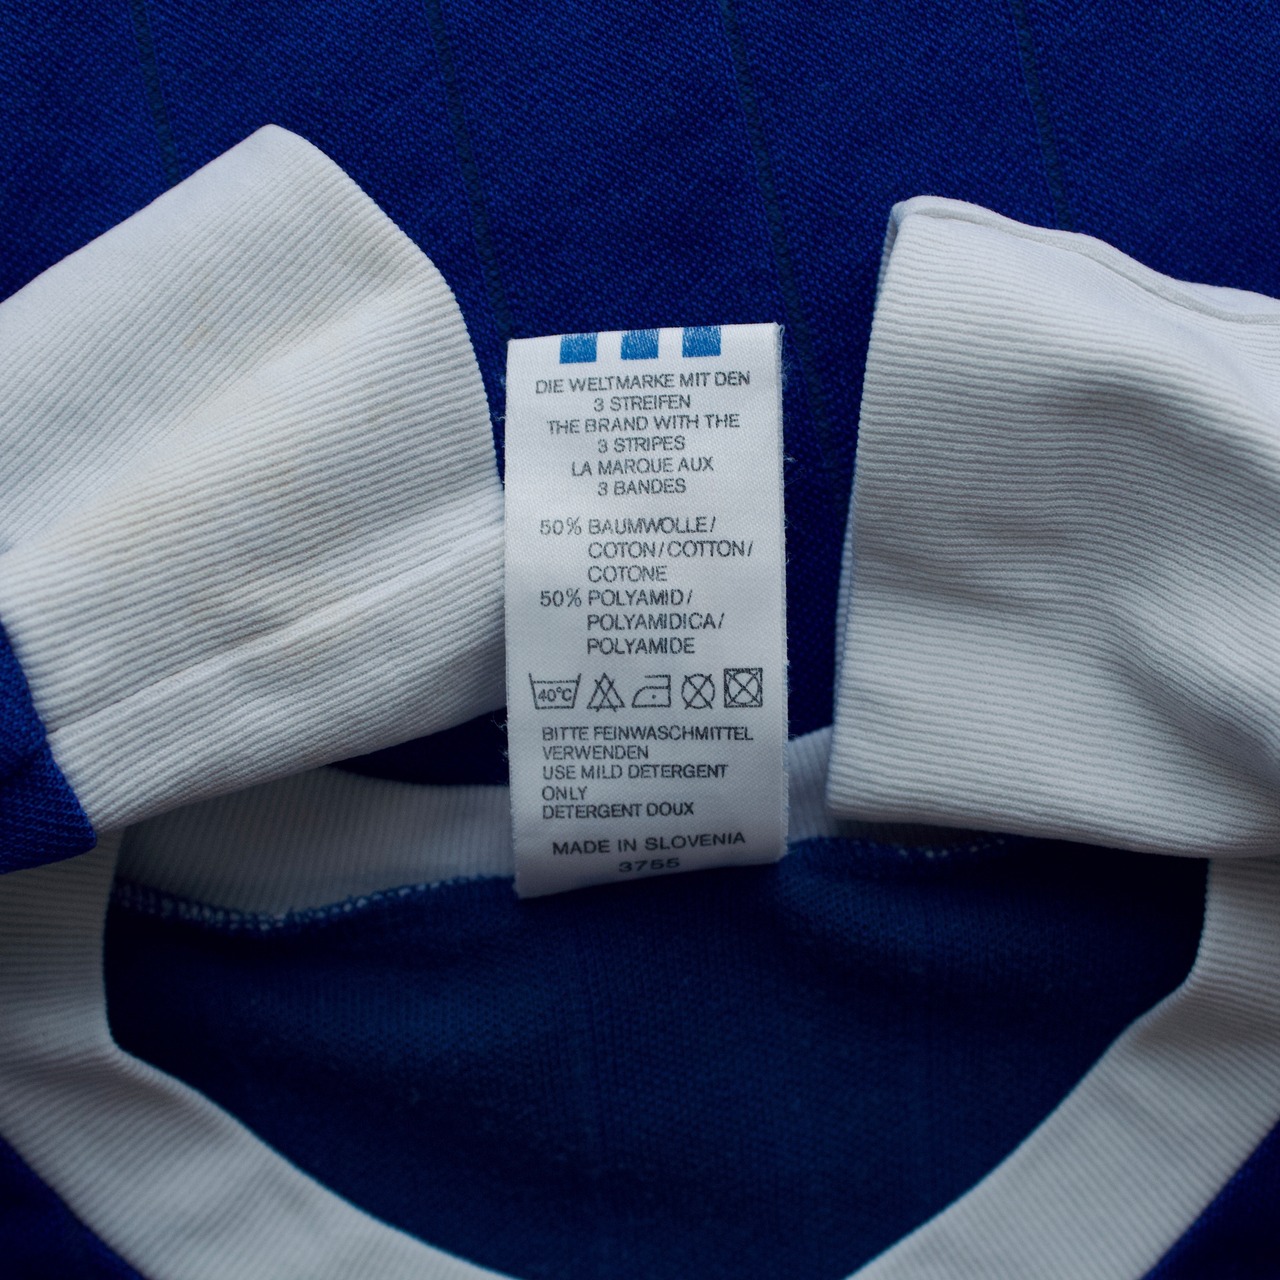 DIE WELTMARKE MIT DEN
3 STREIFEN
THE BRAND WITH THE
3 STRIPES
LA MARQUE AUX
3 BANDES
50% BAUMWOLLE/
COTON/COTTON/
COTONE
50% POLYAMID/
POLYAMIDICA/
POLYAMIDE
40°C
BITTE FEINWASCHMITTEL
VERWENDEN
USE MILD DETERGENT
ONLY
DETERGENT DOUX
MADE IN SLOVENIA
3755